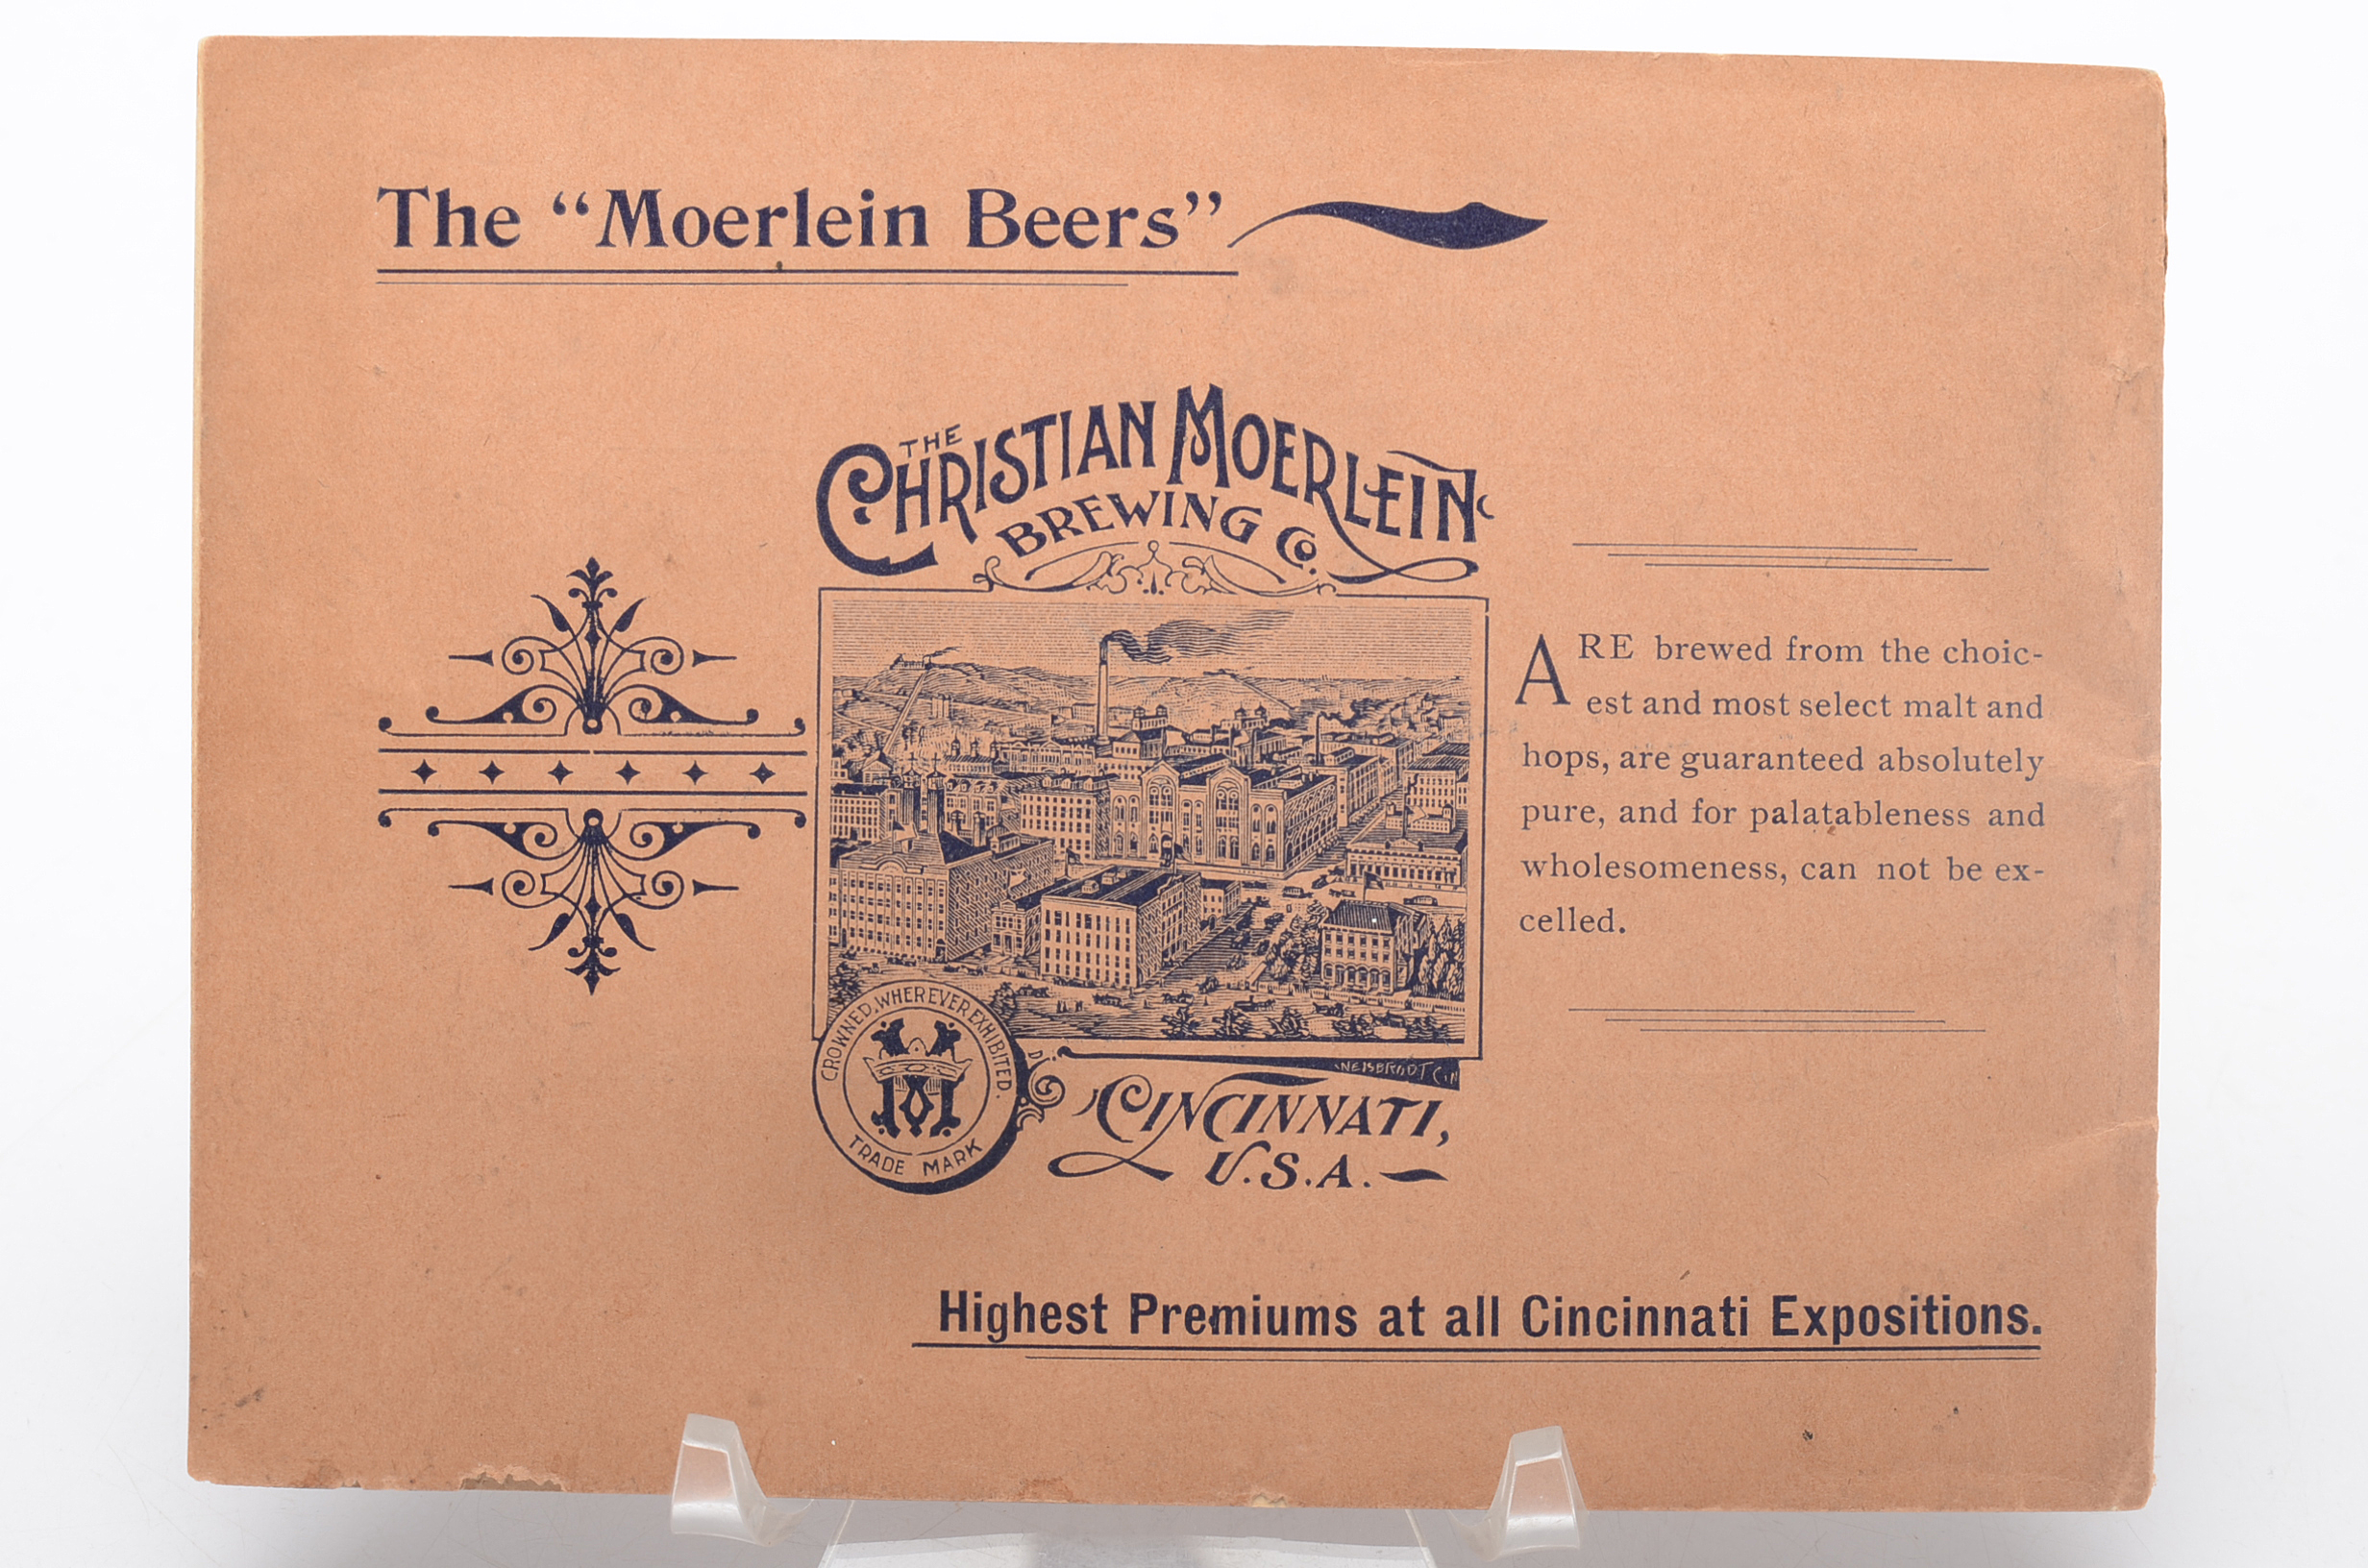 The “Moerlein Beers”
THE
CHRISTIAN MOERLEIN
BREWING CO.
ARE brewed from the choic-
est and most select malt and
hops, are guaranteed absolutely
pure, and for palatableness and
wholesomeness, can not be ex-
celled.
CROWNED WHEREVER EXHIBITED.
M
TRADE MARK
CINCINNATI,
U.S.A.
Highest Premiums at all Cincinnati Expositions.